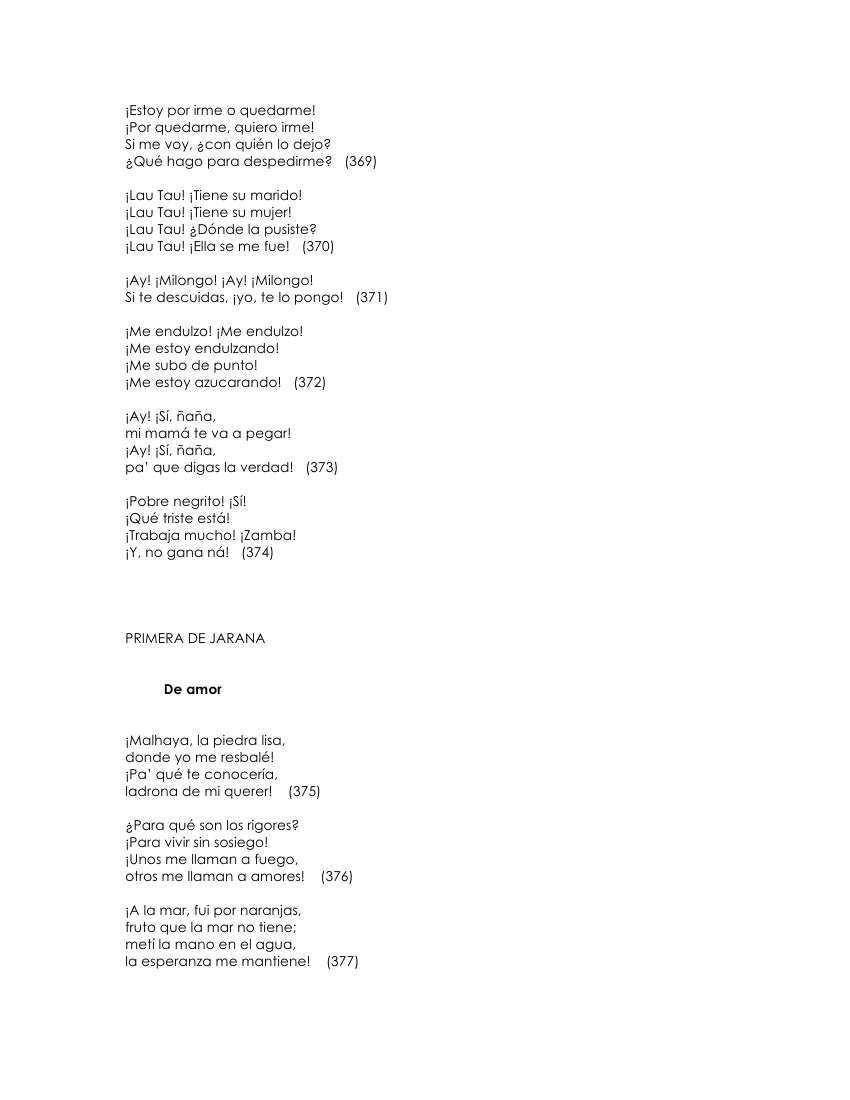 ¡Estoy por irme o quedarme!
¡Por quedarme, quiero irme!
Si me voy, ¿con quién lo dejo?
¿Qué hago para despedirme? (369)
¡Lau Tau! ¡Tiene su marido!
¡Lau Tau! ¡Tiene su mujer!
¡Lau Tau! ¿Dónde la pusiste?
¡Lau Tau! ¡Ella se me fue! (370)
¡Ay! ¡Milongo! ¡Ay! ¡Milongo!
Si te descuidas, ¡yo, te lo pongo! (371)
¡Me endulzo! ¡Me endulzo!
¡Me estoy endulzando!
¡Me subo de punto!
¡Me estoy azucarando! (372)
¡Ay! ¡Sí, ñaña,
mi mamá te va a pegar!
¡Ay! ¡Sí, ñaña,
pa' que digas la verdad! (373)
¡Pobre negrito! ¡Sí!
¡Qué triste está!
¡Trabaja mucho! ¡Zamba!
¡Y, no gana ná! (374)
PRIMERA DE JARANA
De amor
¡Malhaya, la piedra lisa,
donde yo me resbalé!
¡Pa' qué te conocería,
ladrona de mi querer! (375)
¿Para qué son los rigores?
¡Para vivir sin sosiego!
¡Unos me llaman a fuego,
otros me llaman a amores! (376)
¡A la mar, fui por naranjas,
fruto que la mar no tiene;
metí la mano en el agua,
la esperanza me mantiene! (377)